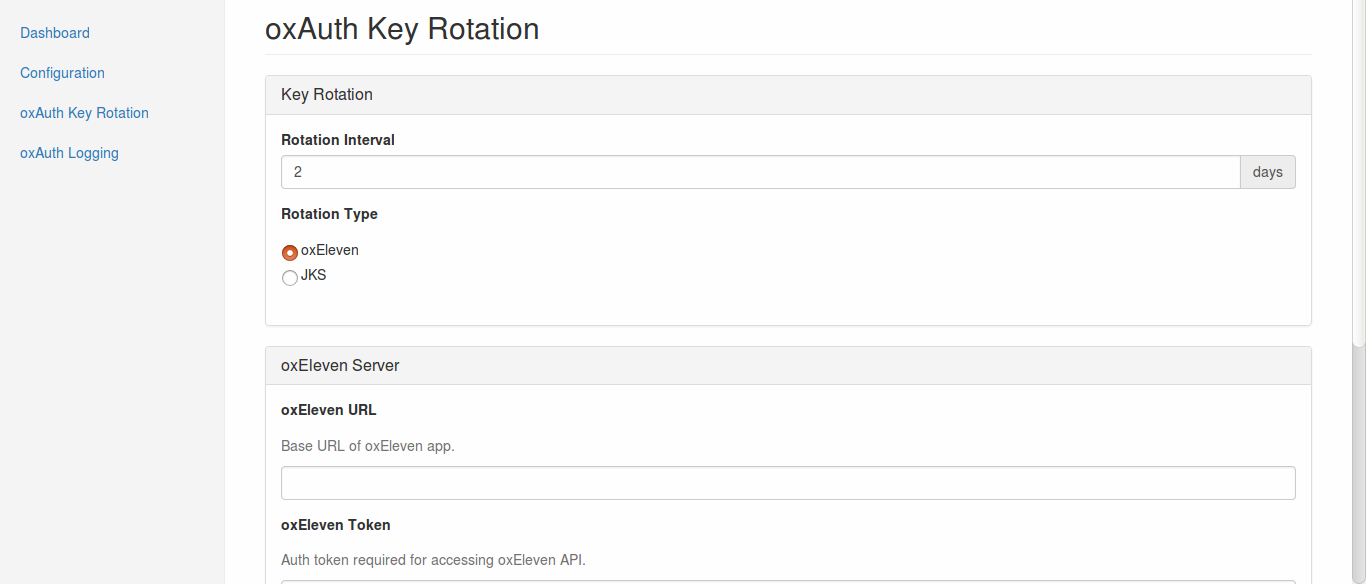 Dashboard
Configuration
oxAuth Key Rotation
oxAuth Logging
oxAuth Key Rotation
Key Rotation
Rotation Interval
2 days
Rotation Type
oxEleven
JKS
oxEleven Server
oxEleven URL
Base URL of oxEleven app.
oxEleven Token
Auth token required for accessing oxEleven API.